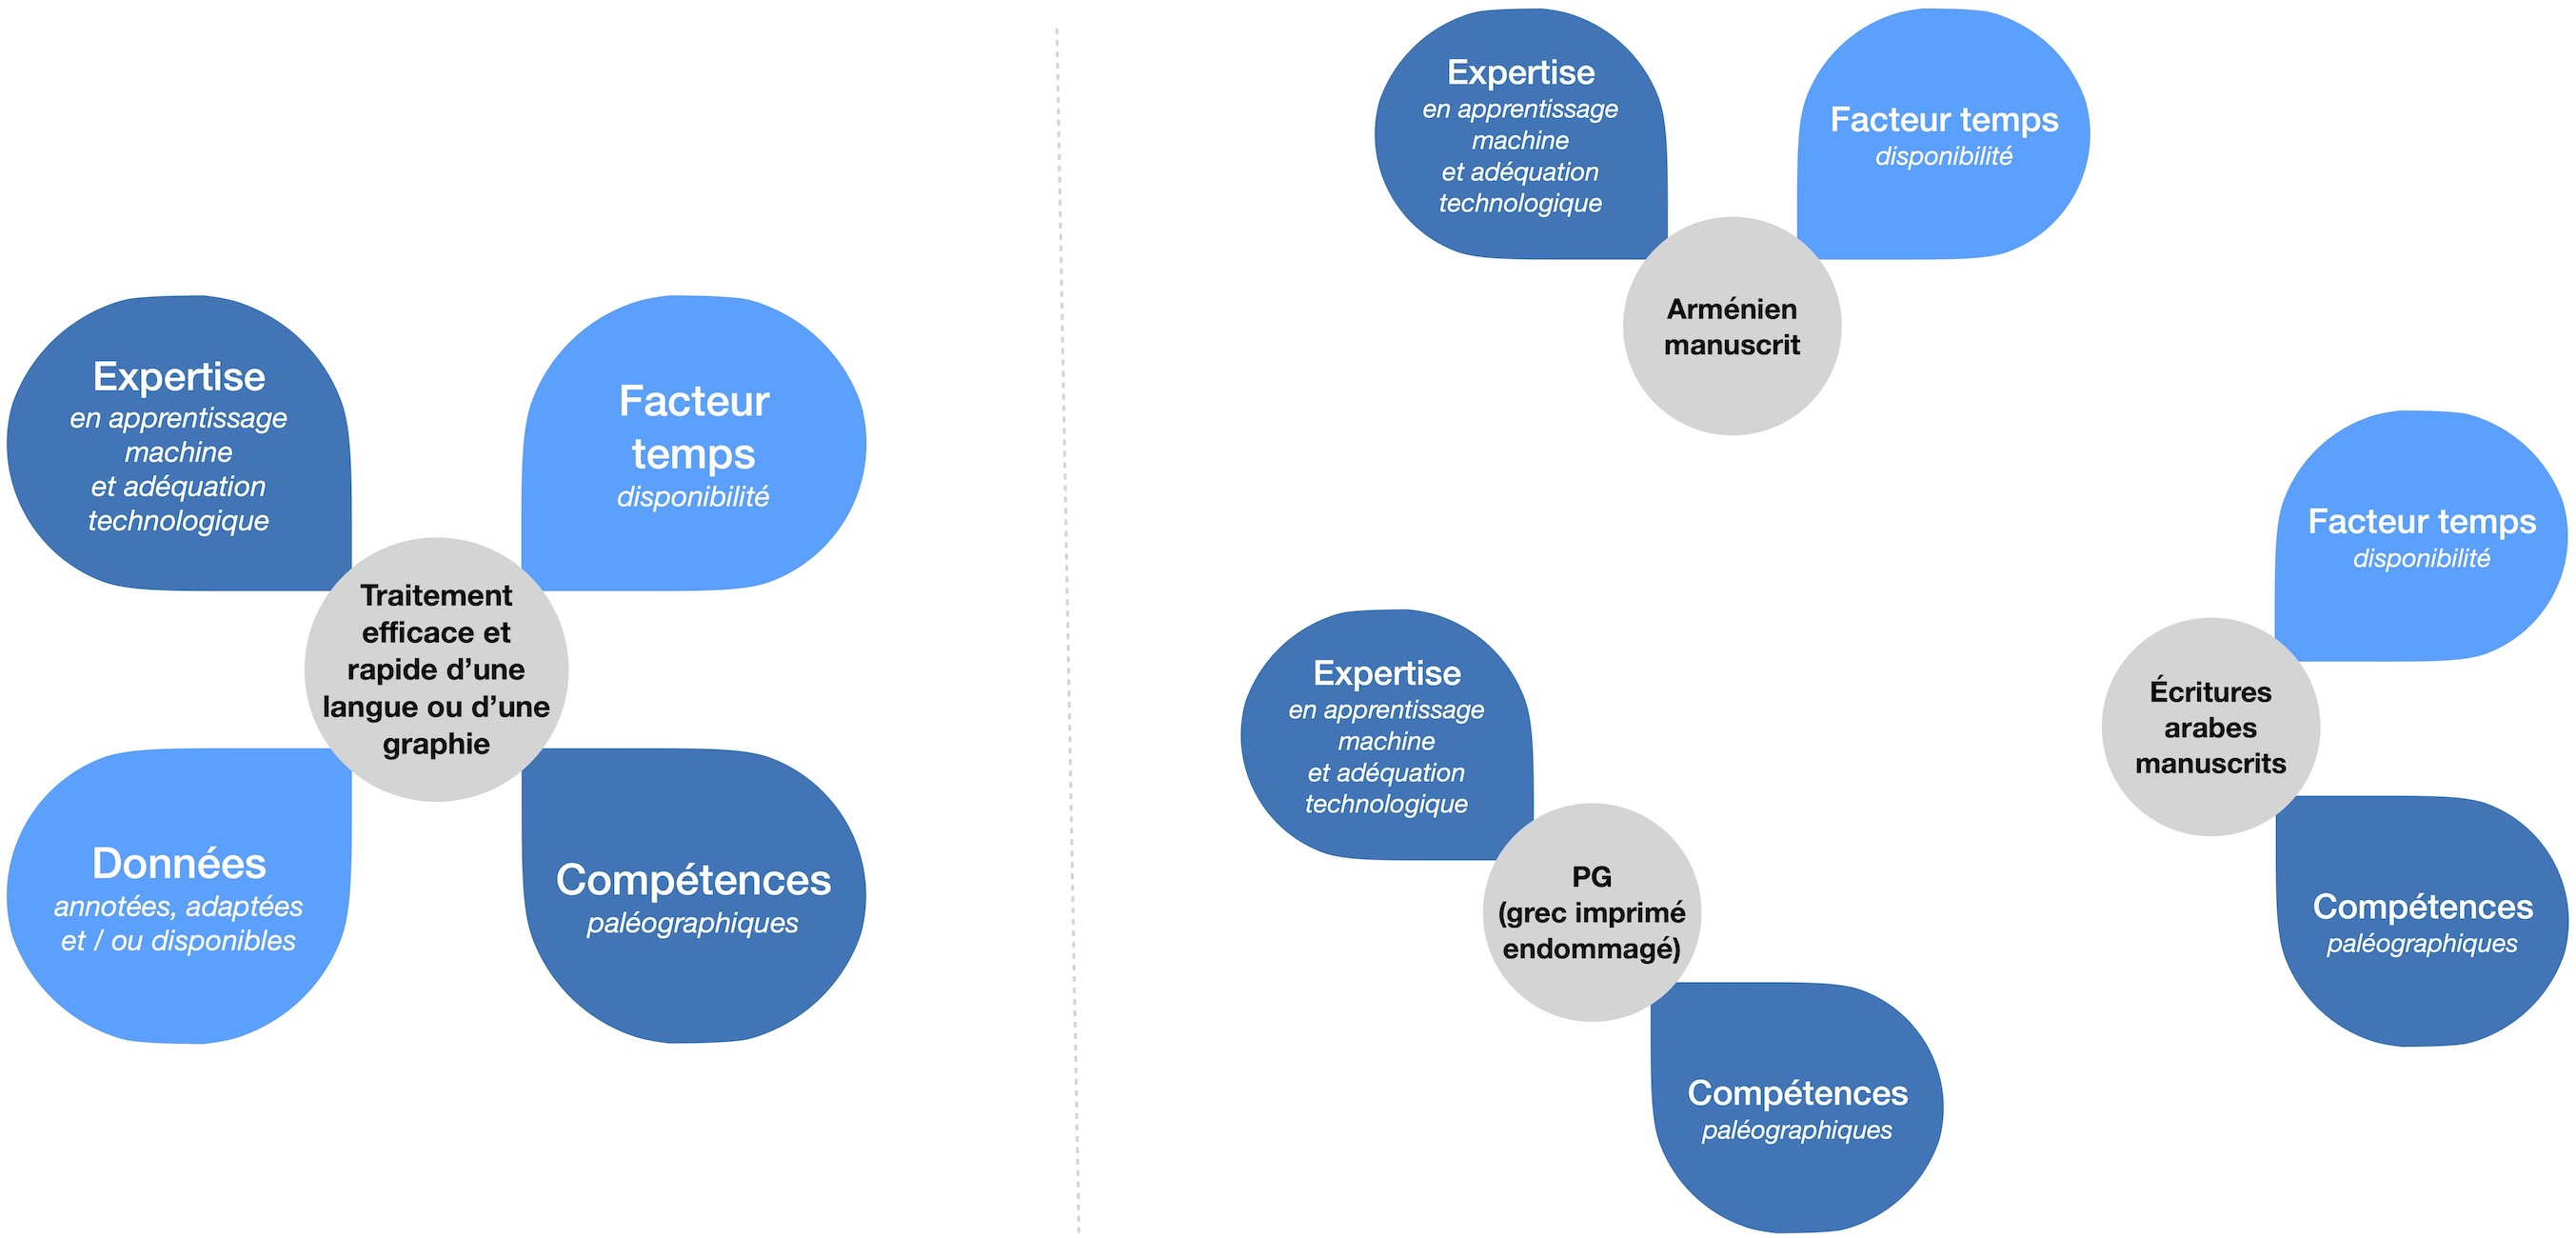 Expertise
en apprentissage
machine
et adéquation
technologique
Facteur
temps
disponibilité
Traitement
efficace et
rapide d’une
langue ou d’une
graphie
Données
annotées, adaptées
et / ou disponibles
Compétences
paléographiques
Expertise
en apprentissage
machine
et adéquation
technologique
Facteur temps
disponibilité
Arménien
manuscrit
Expertise
en apprentissage
machine
et adéquation
technologique
PG
(grec imprimé
endommagé)
Compétences
paléographiques
Facteur temps
disponibilité
Écritures
arabes
manuscrits
Compétences
paléographiques